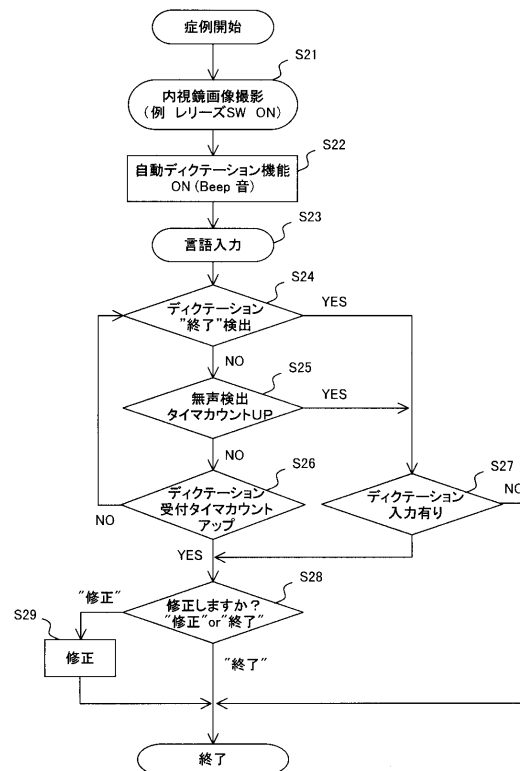 症例開始
S21
内視鏡画像撮影
(例 レリーズSW ON)
S22
自動ディクテーション機能
ON (Beep 音)
S23
言語入力
S24
ディクテーション
"終了"検出
YES
NO
S25
無声検出
タイマカウントUP
YES
NO
S26
ディクテーション
受付タイマカウント
アップ
NO
YES
S27
ディクテーション
入力有り
NO
S28
修正しますか?
"修正"or"終了"
"修正"
S29
修正
"終了"
終了